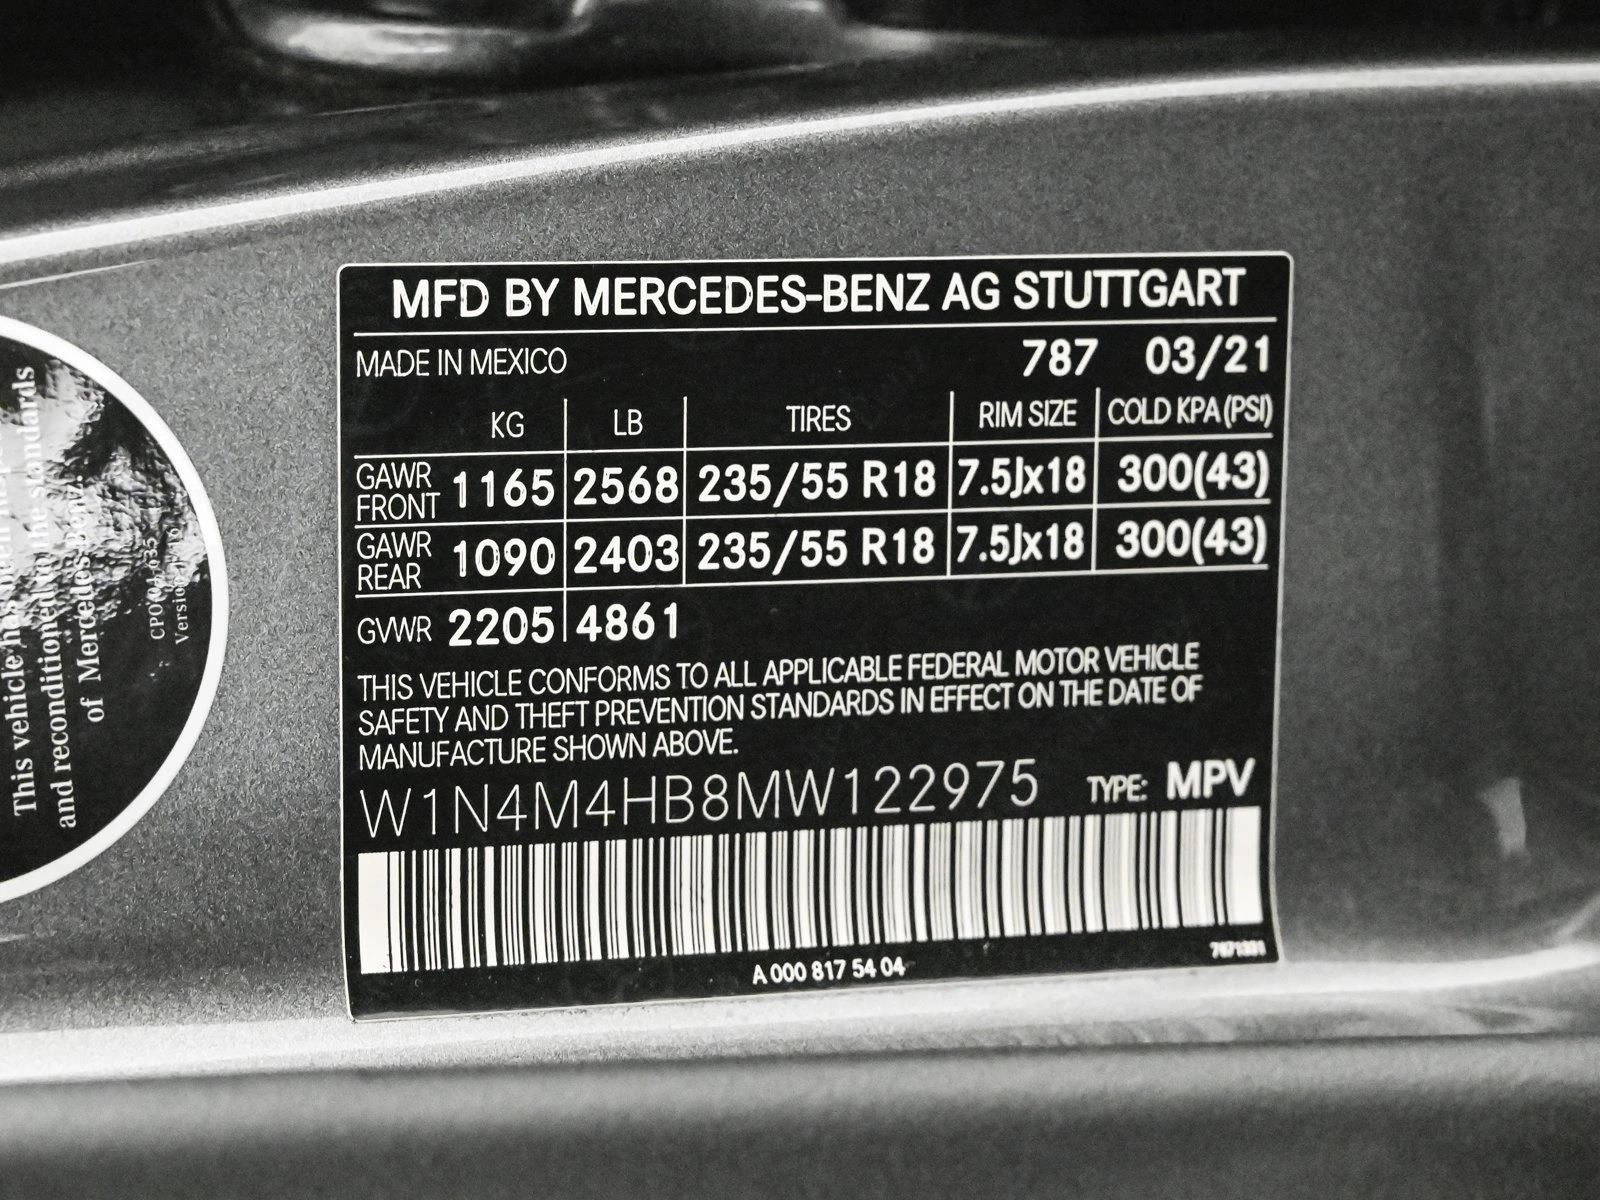 MFD BY MERCEDES-BENZ AG STUTTGART
MADE IN MEXICO 787 03/21
KG LB TIRES RIM SIZE COLD KPA (PSI)
GAWR FRONT 1165 2568 235/55 R18 7.5Jx18 300(43)
GAWR REAR 1090 2403 235/55 R18 7.5Jx18 300(43)
GVWR 2205 4861
THIS VEHICLE CONFORMS TO ALL APPLICABLE FEDERAL MOTOR VEHICLE
SAFETY AND THEFT PREVENTION STANDARDS IN EFFECT ON THE DATE OF
MANUFACTURE SHOWN ABOVE.
W1N4M4HB8MW122975 TYPE: MPV
A 000 817 54 04
This vehicle has been
and reconditioned to the standards
of Mercedes-Benz.